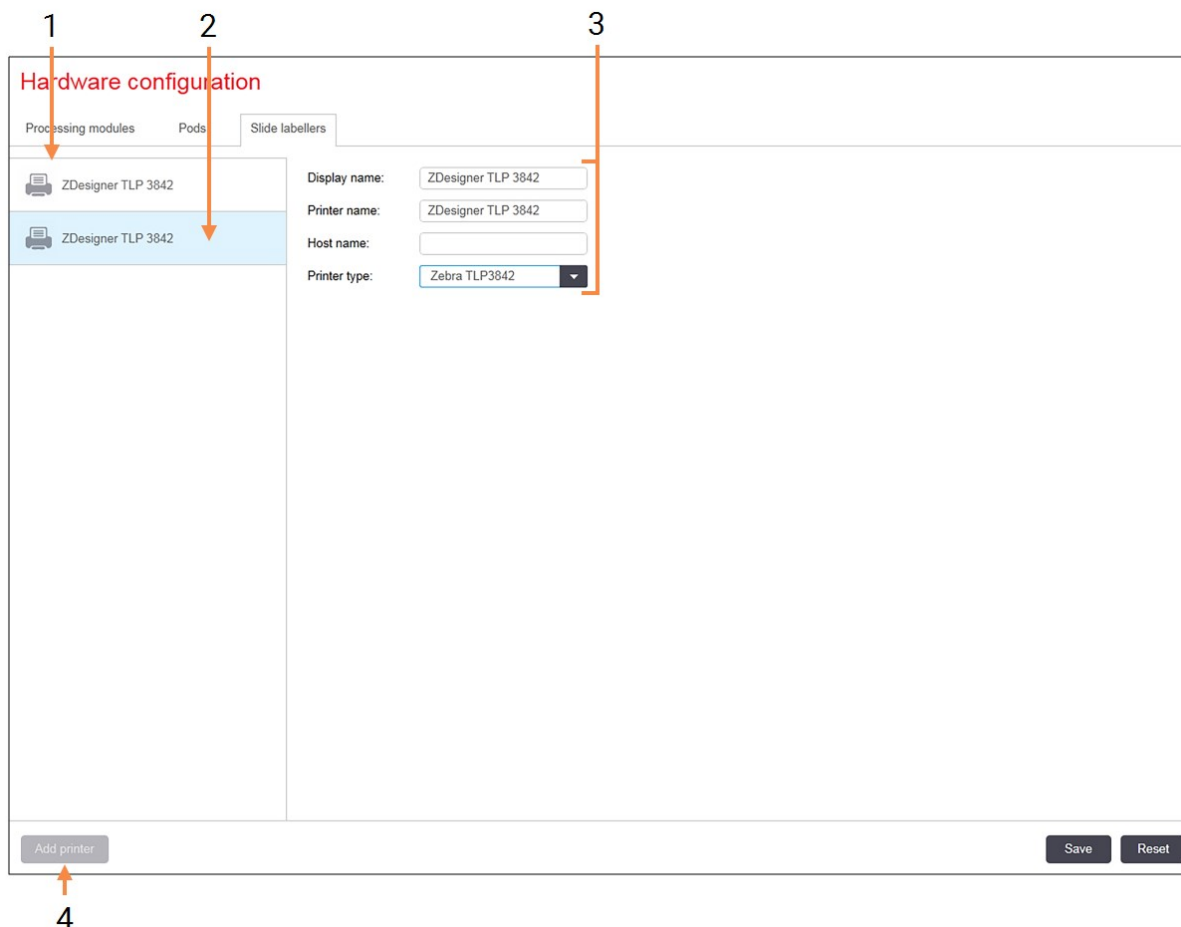 1 2 3
Hardware configuration
Processing modules Pods Slide labellers
ZDesigner TLP 3842
ZDesigner TLP 3842
Display name: ZDesigner TLP 3842
Printer name: ZDesigner TLP 3842
Host name:
Printer type: Zebra TLP3842
Add printer Save Reset
4